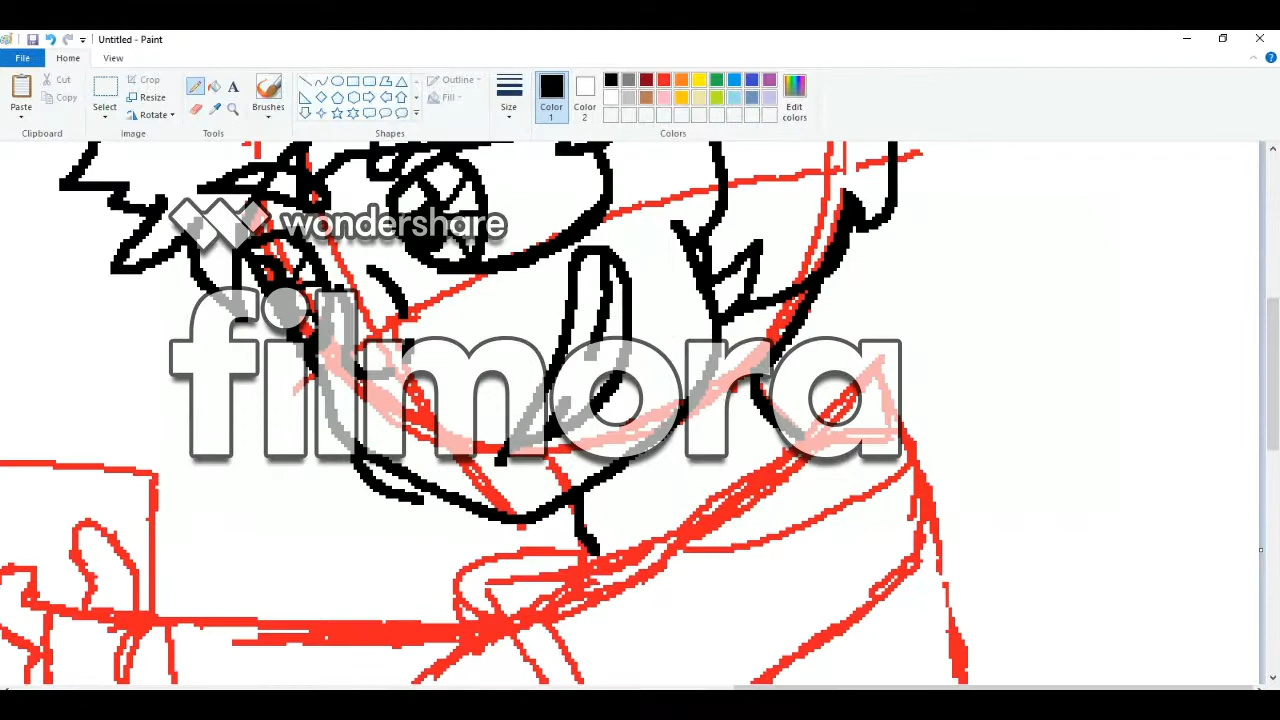 Untitled - Paint
File Home View
Cut
Copy
Paste
Clipboard
Select
Crop
Resize
Rotate
Image
A
Tools
Brushes
Outline
Fill
Shapes
Size
Color
1
Color
2
Edit
colors
Colors
?
wondershare
filmora